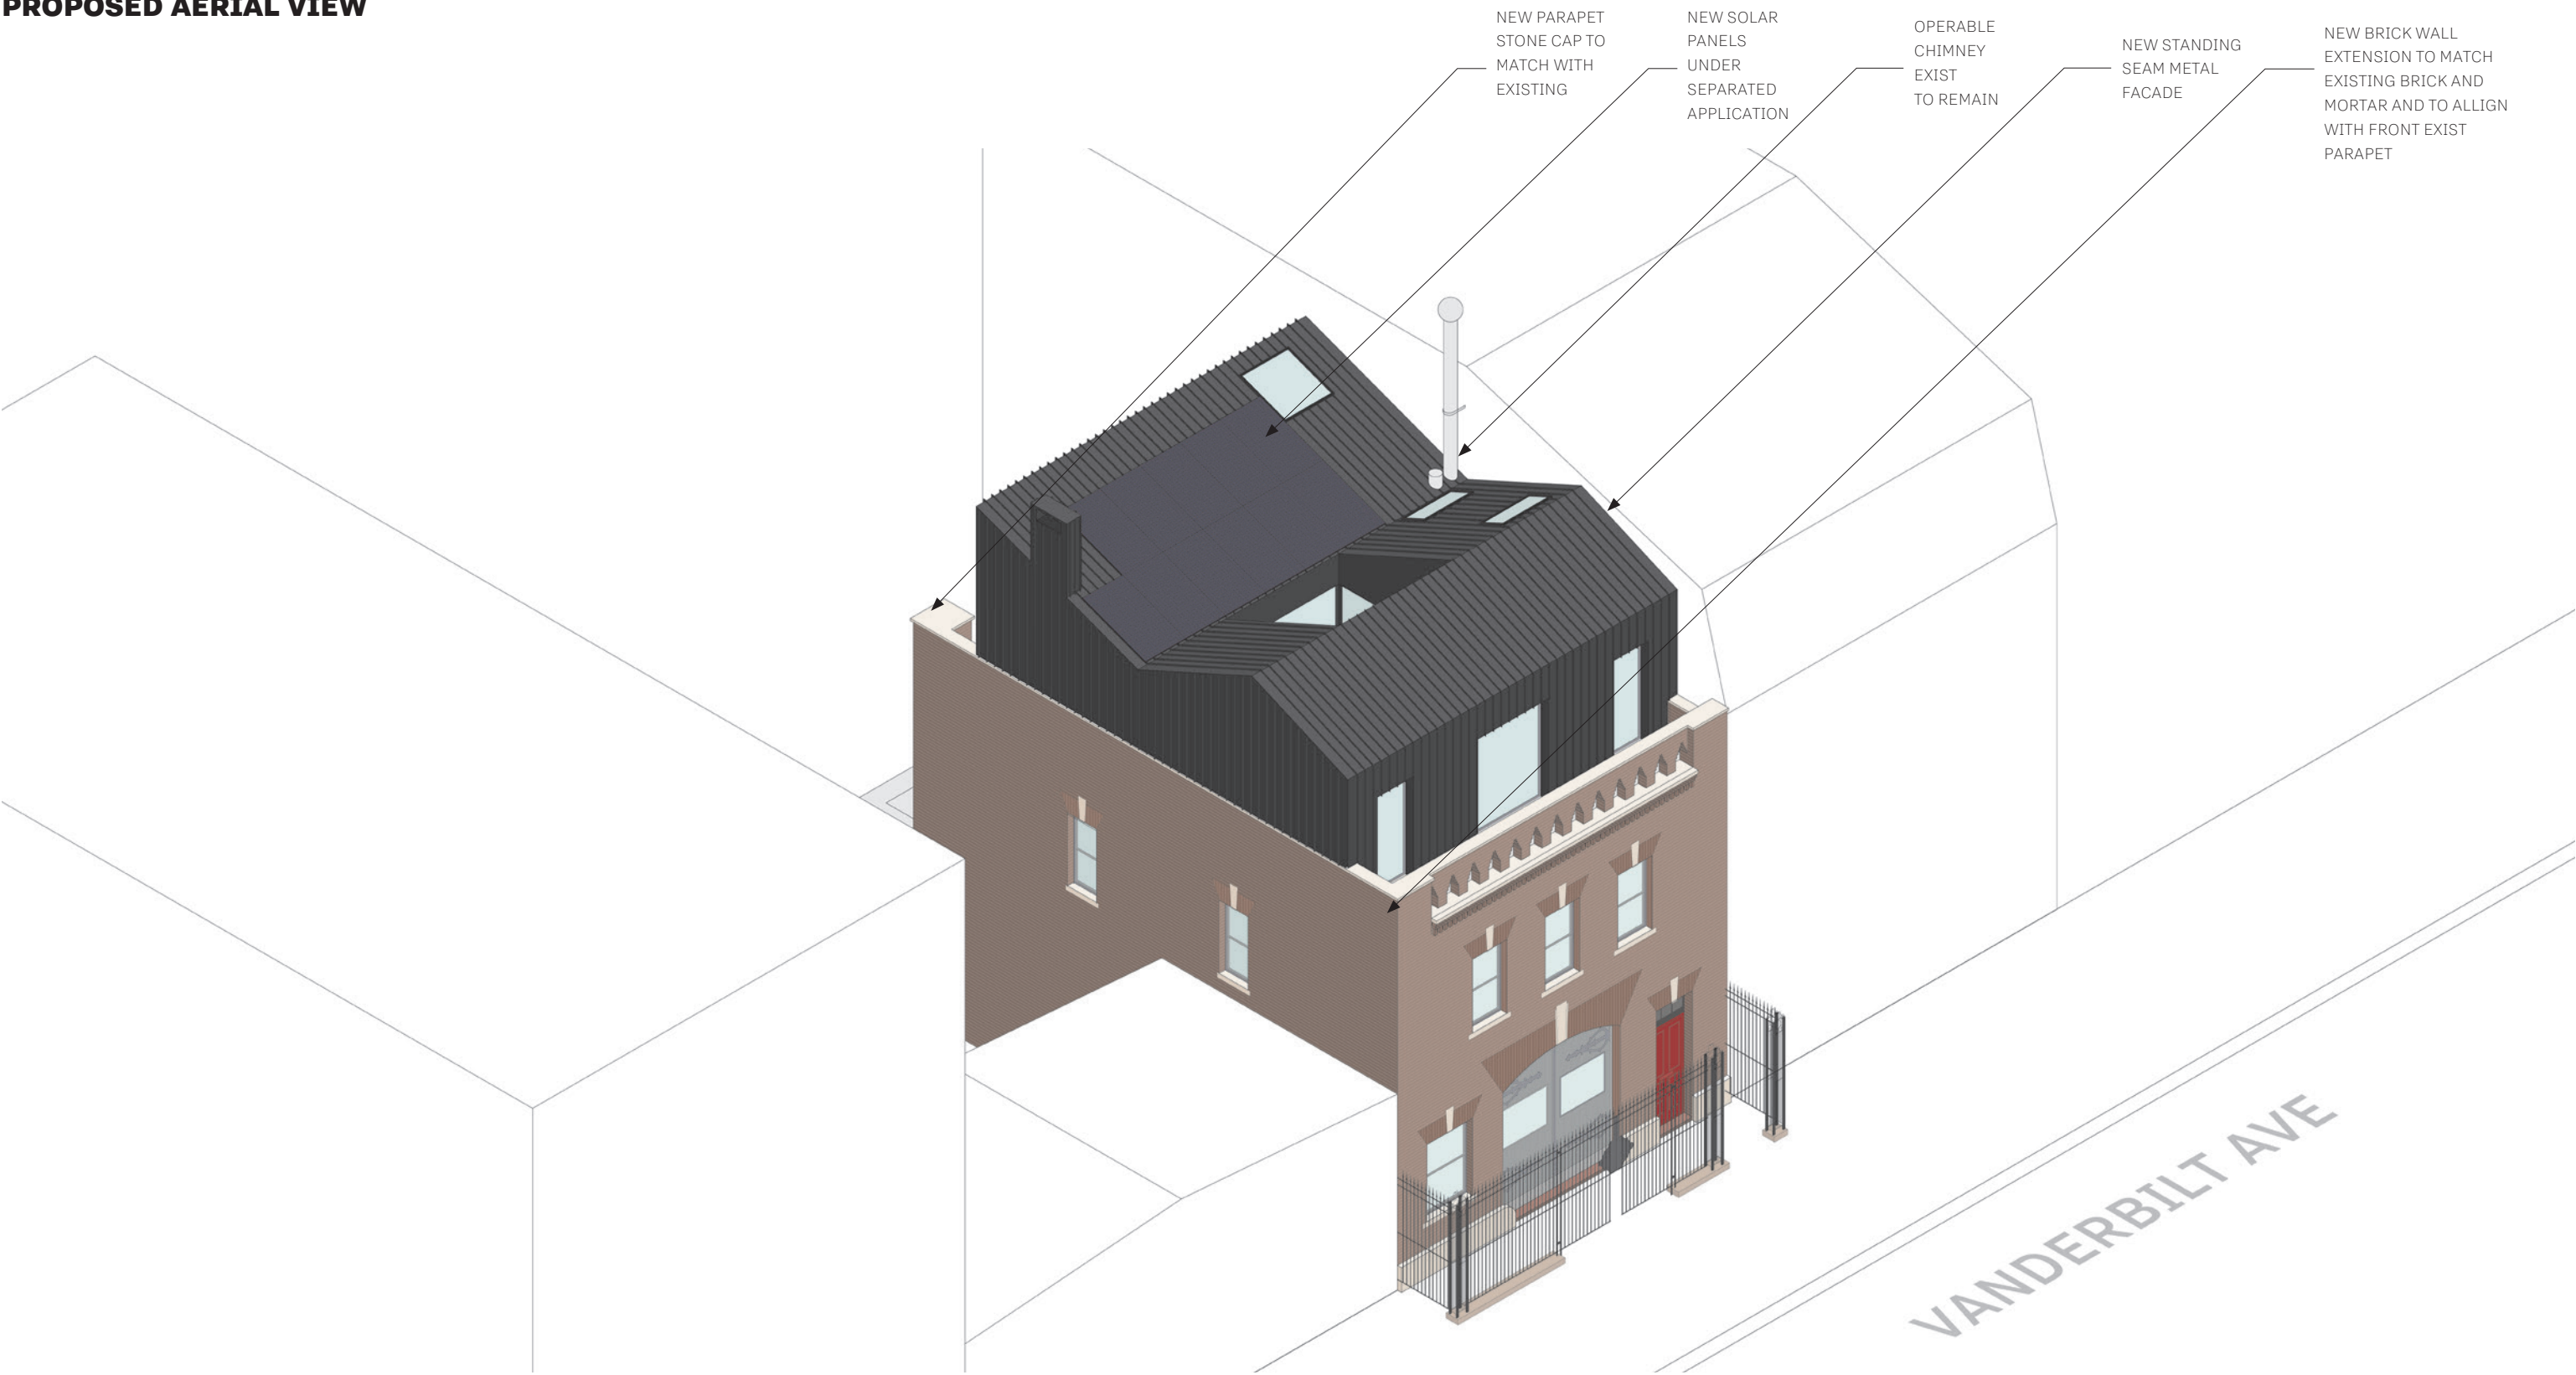 PROPOSED AERIAL VIEW
NEW PARAPET
STONE CAP TO
MATCH WITH
EXISTING
NEW SOLAR
PANELS
UNDER
SEPARATED
APPLICATION
OPERABLE
CHIMNEY
EXIST
TO REMAIN
NEW STANDING
SEAM METAL
FACADE
NEW BRICK WALL
EXTENSION TO MATCH
EXISTING BRICK AND
MORTAR AND TO ALLIGN
WITH FRONT EXIST
PARAPET
VANDERBILT AVE